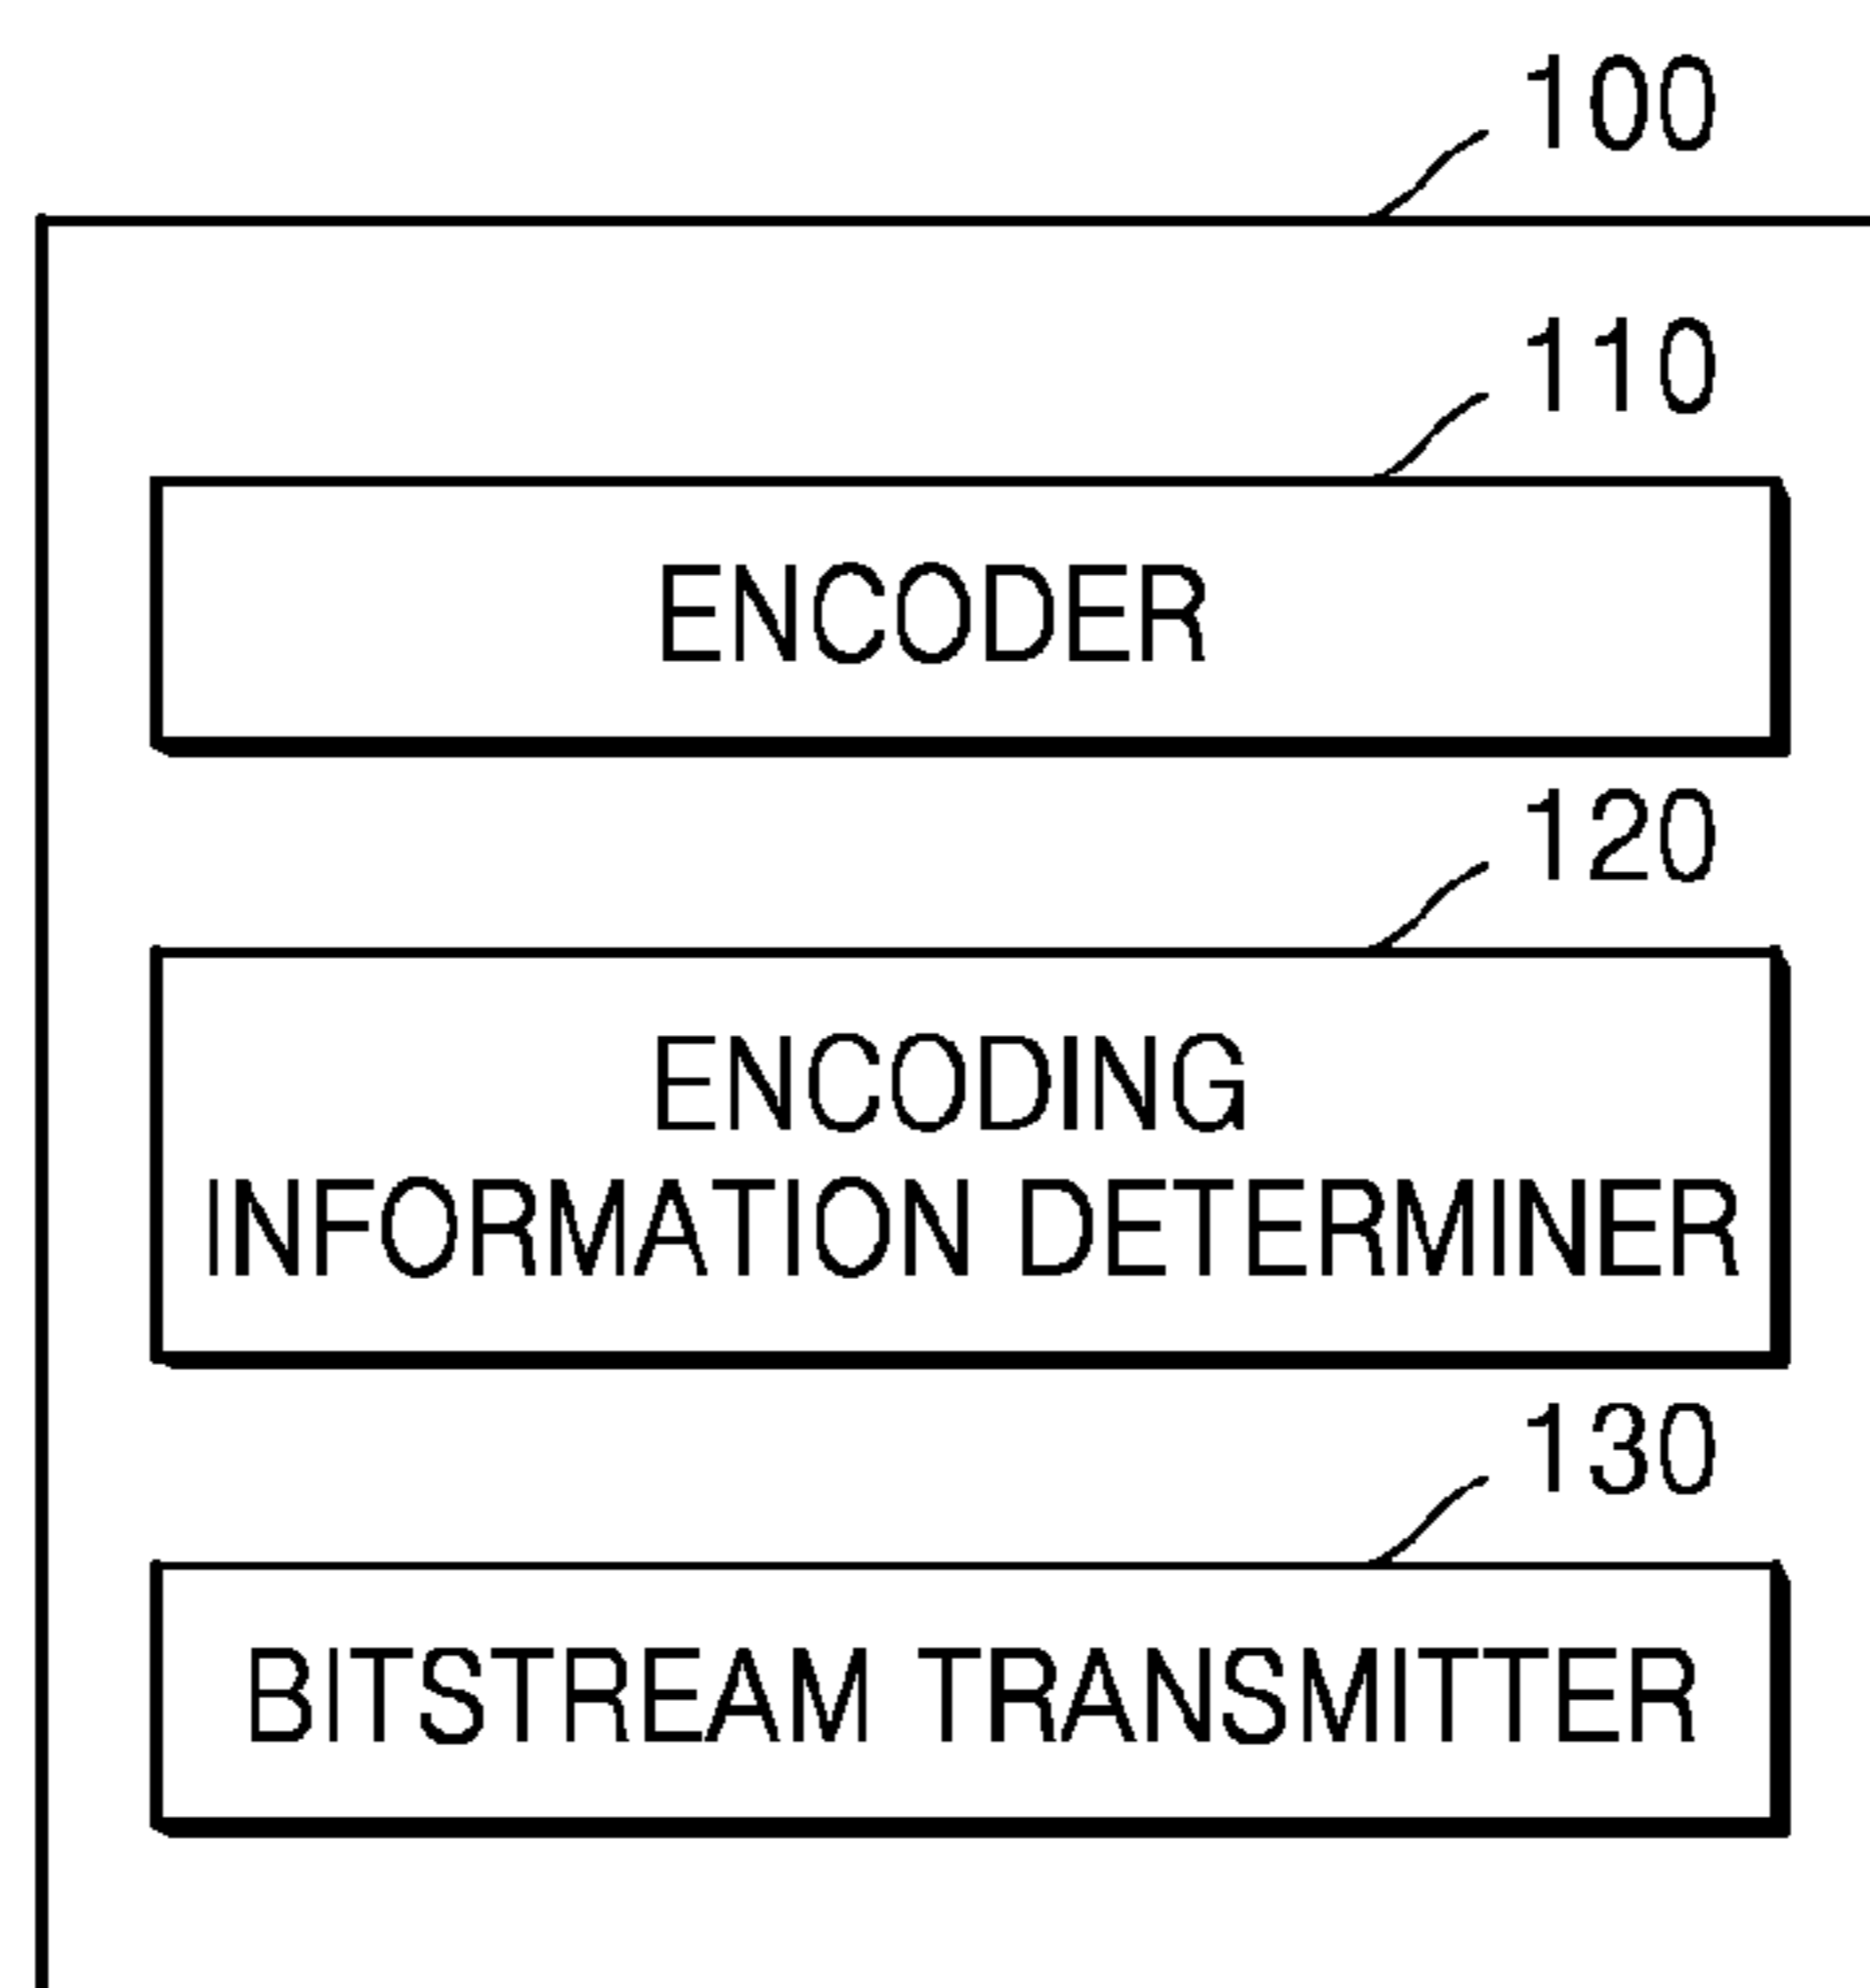 100
110
ENCODER
120
ENCODING
INFORMATION DETERMINER
130
BITSTREAM TRANSMITTER